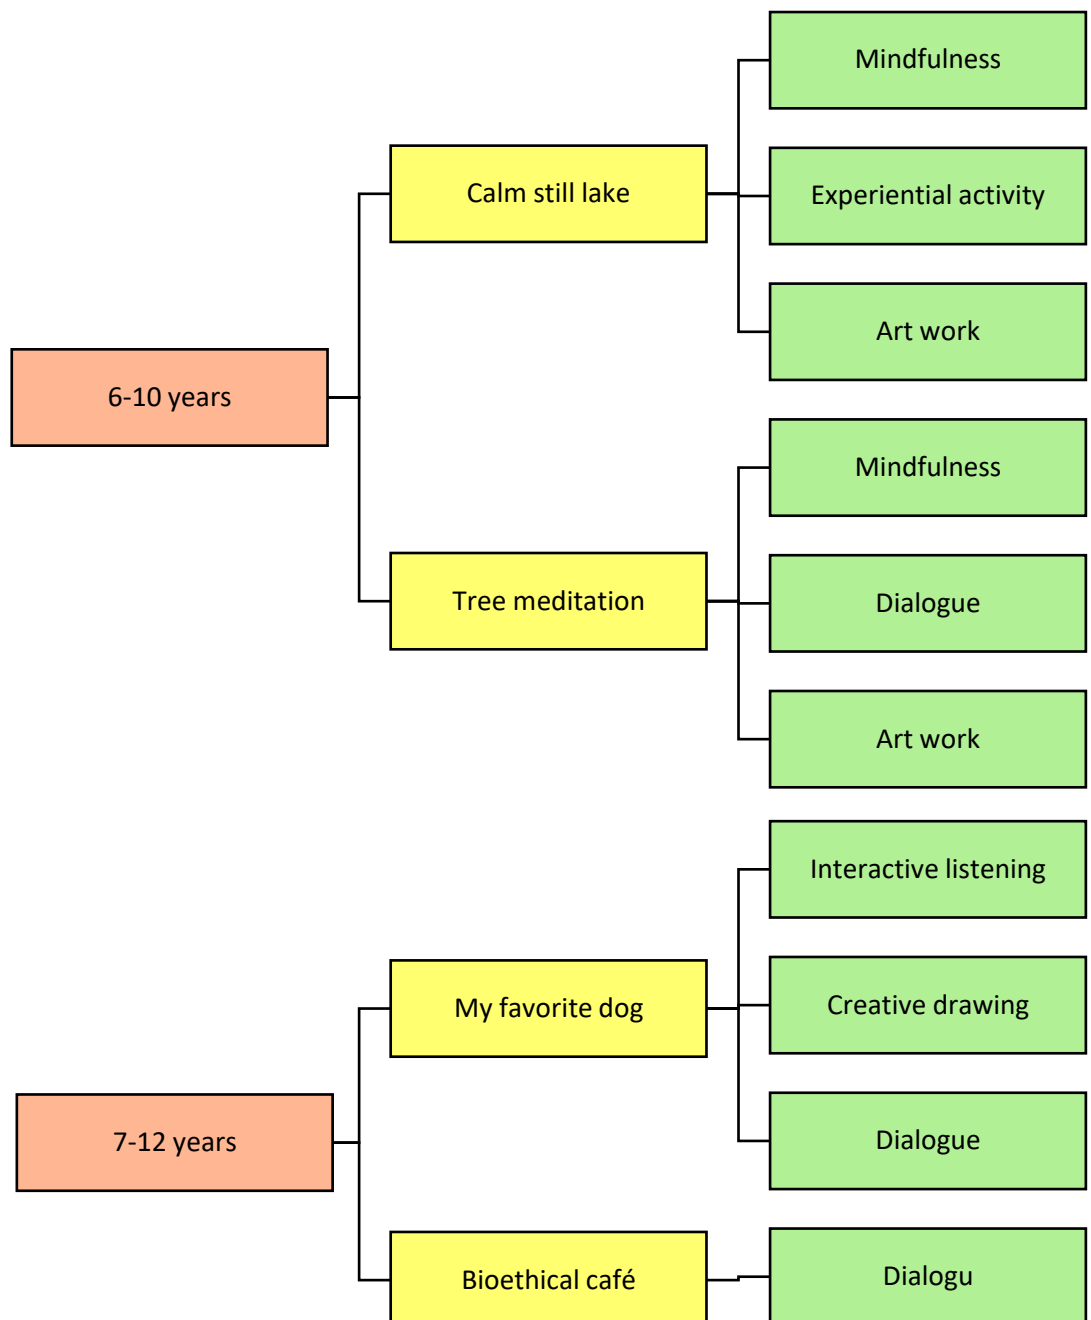 6-10 years
Calm still lake
Mindfulness
Experiential activity
Art work
Tree meditation
Mindfulness
Dialogue
Art work
7-12 years
My favorite dog
Interactive listening
Creative drawing
Dialogue
Bioethical café
Dialogu